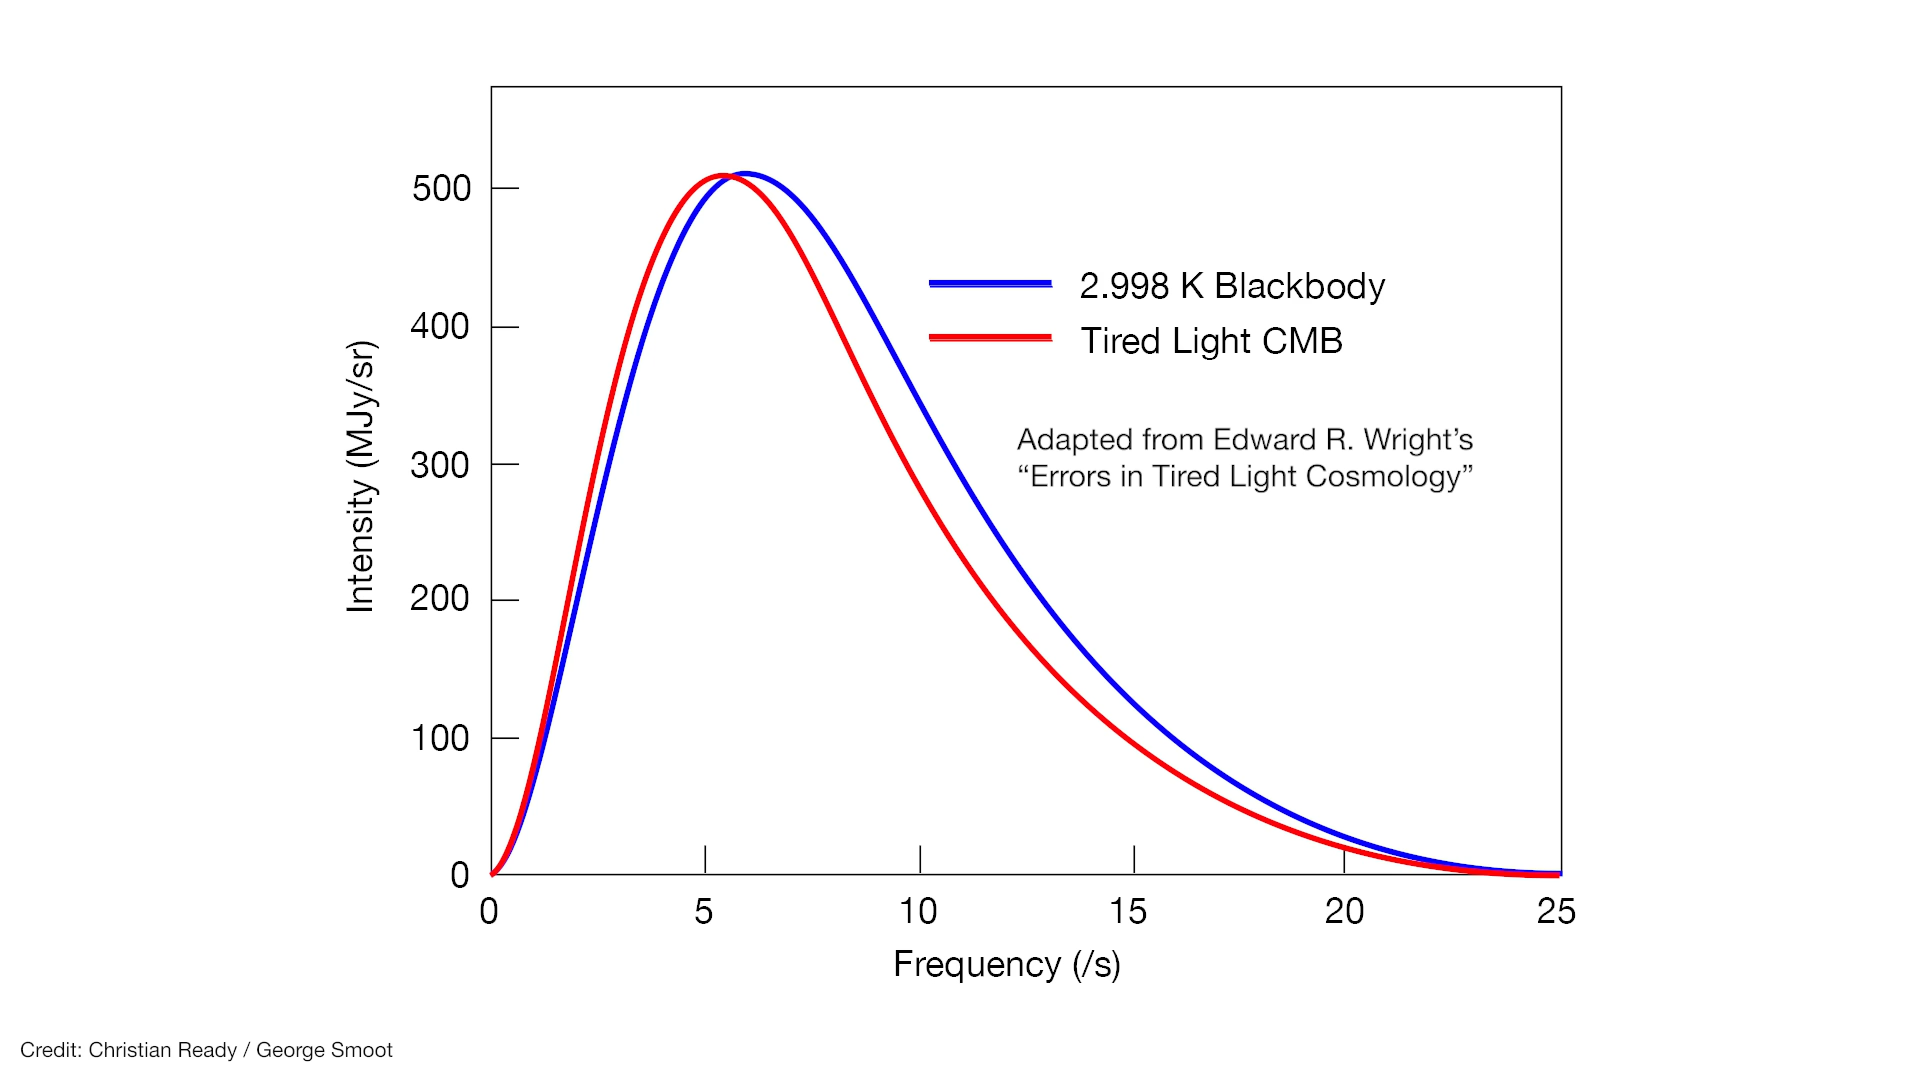 500
400
300
200
100
0
Intensity (MJy/sr)
2.998 K Blackbody
Tired Light CMB
Adapted from Edward R. Wright’s
“Errors in Tired Light Cosmology”
0 5 10 15 20 25
Frequency (/s)
Credit: Christian Ready / George Smoot